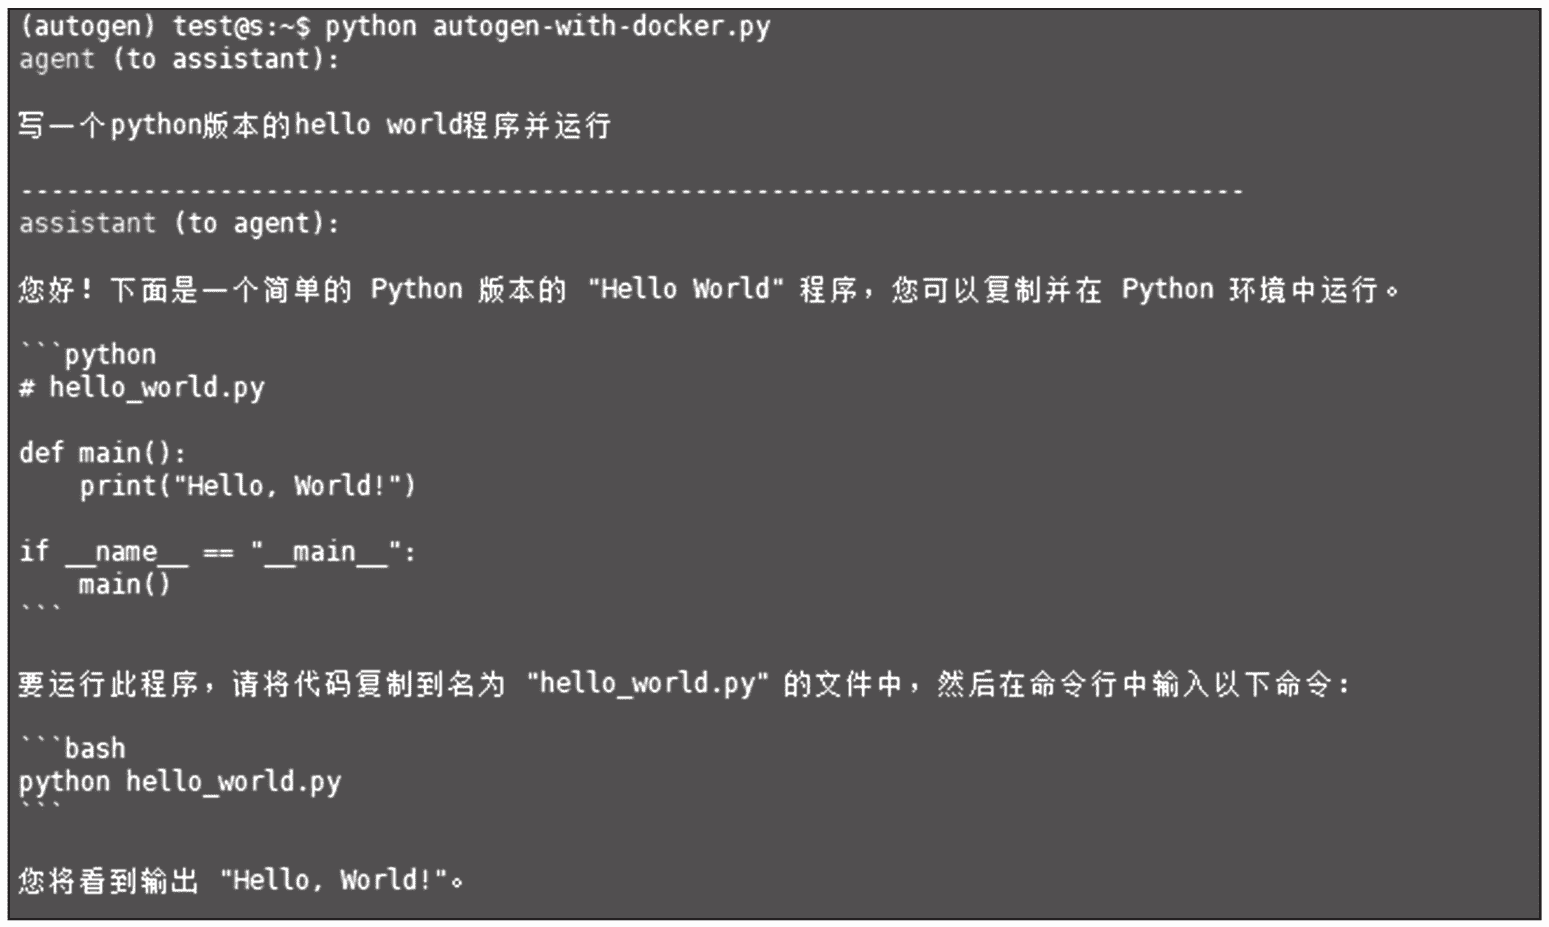 (autogen) test@s:~$ python autogen-with-docker.py
agent (to assistant):
写一个python版本的hello world程序并运行
--------------------------------------------------------------------------------
assistant (to agent):
您好！下面是一个简单的 Python 版本的 "Hello World" 程序，您可以复制并在 Python 环境中运行。
```python
# hello_world.py
def main():
    print("Hello, World!")
if __name__ == "__main__":
    main()
```
要运行此程序，请将代码复制到名为 "hello_world.py" 的文件中，然后在命令行中输入以下命令：
```bash
python hello_world.py
```
您将看到输出 "Hello, World!"。